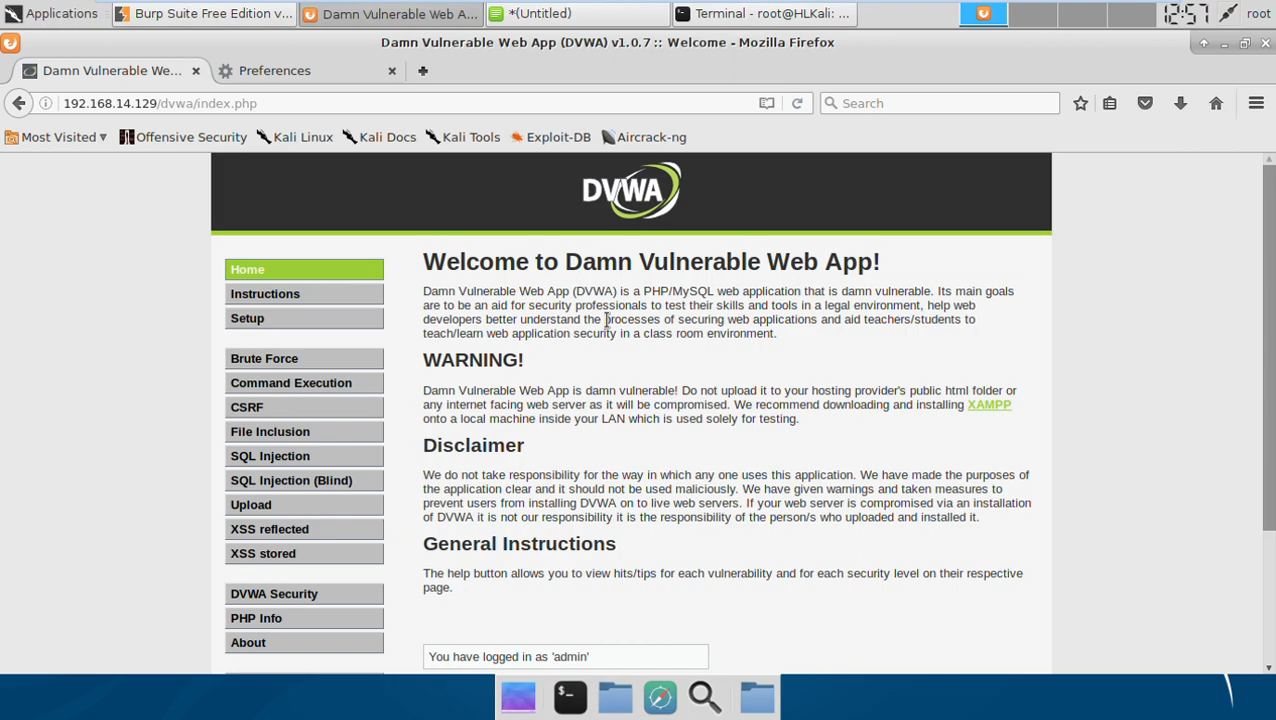 Applications
Burp Suite Free Edition v...
Damn Vulnerable Web A...
*(Untitled)
Terminal - root@HLKali: ...
12:57
root
Damn Vulnerable Web App (DVWA) v1.0.7 :: Welcome - Mozilla Firefox
Damn Vulnerable We...
Preferences
192.168.14.129/dvwa/index.php
Search
Most Visited
Offensive Security
Kali Linux
Kali Docs
Kali Tools
Exploit-DB
Aircrack-ng
DVWA
Home
Instructions
Setup
Brute Force
Command Execution
CSRF
File Inclusion
SQL Injection
SQL Injection (Blind)
Upload
XSS reflected
XSS stored
DVWA Security
PHP Info
About
Welcome to Damn Vulnerable Web App!
Damn Vulnerable Web App (DVWA) is a PHP/MySQL web application that is damn vulnerable. Its main goals
are to be an aid for security professionals to test their skills and tools in a legal environment, help web
developers better understand the processes of securing web applications and aid teachers/students to
teach/learn web application security in a class room environment.
WARNING!
Damn Vulnerable Web App is damn vulnerable! Do not upload it to your hosting provider's public html folder or
any internet facing web server as it will be compromised. We recommend downloading and installing XAMPP
onto a local machine inside your LAN which is used solely for testing.
Disclaimer
We do not take responsibility for the way in which any one uses this application. We have made the purposes of
the application clear and it should not be used maliciously. We have given warnings and taken measures to
prevent users from installing DVWA on to live web servers. If your web server is compromised via an installation
of DVWA it is not our responsibility it is the responsibility of the person/s who uploaded and installed it.
General Instructions
The help button allows you to view hits/tips for each vulnerability and for each security level on their respective
page.
You have logged in as 'admin'